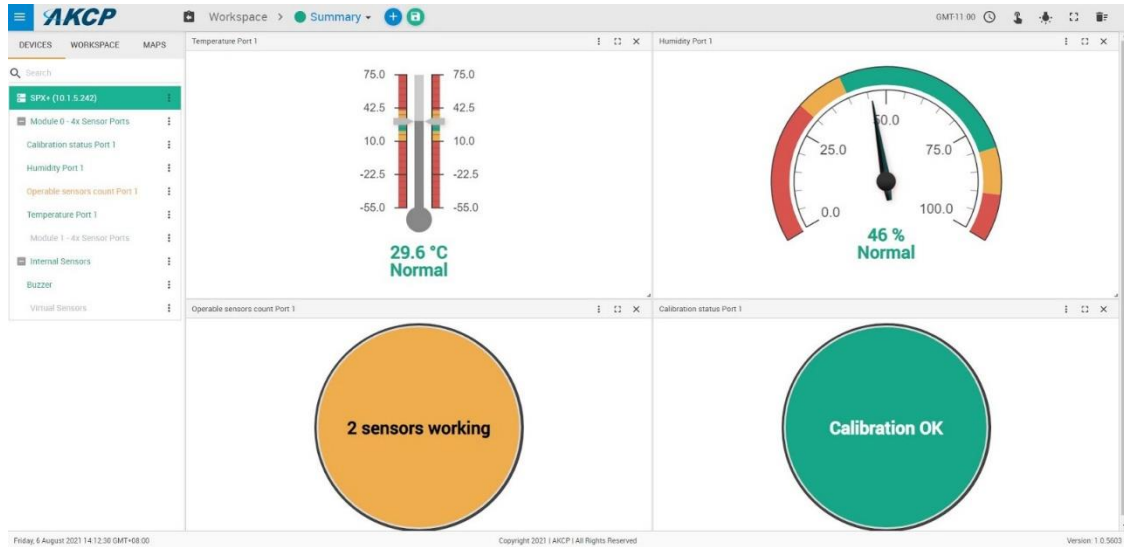 AKCP
Workspace > Summary
GMT-11:00
DEVICES WORKSPACE MAPS
Search
SPX+ (10.1.5.242)
Module 0 - 4x Sensor Ports
Calibration status Port 1
Humidity Port 1
Operable sensors count Port 1
Temperature Port 1
Module 1 - 4x Sensor Ports
Internal Sensors
Buzzer
Virtual Sensors
Temperature Port 1
75.0 75.0
42.5 42.5
10.0 10.0
-22.5 -22.5
-55.0 -55.0
29.6 °C
Normal
Humidity Port 1
50.0
25.0 75.0
0.0 100.0
46 %
Normal
Operable sensors count Port 1
2 sensors working
Calibration status Port 1
Calibration OK
Friday, 6 August 2021 14:12:30 GMT+08:00
Copyright 2021 | AKCP | All Rights Reserved
Version: 1.0.5603